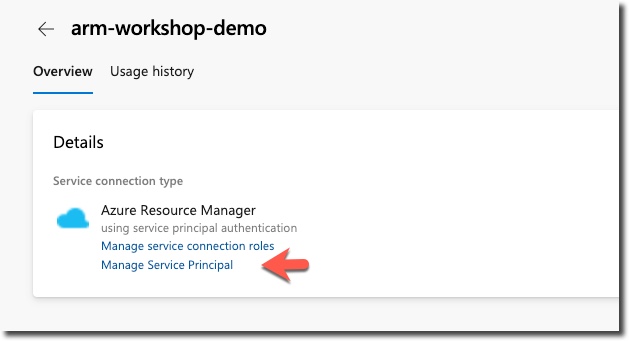 arm-workshop-demo
Overview Usage history
Details
Service connection type
Azure Resource Manager
using service principal authentication
Manage service connection roles
Manage Service Principal